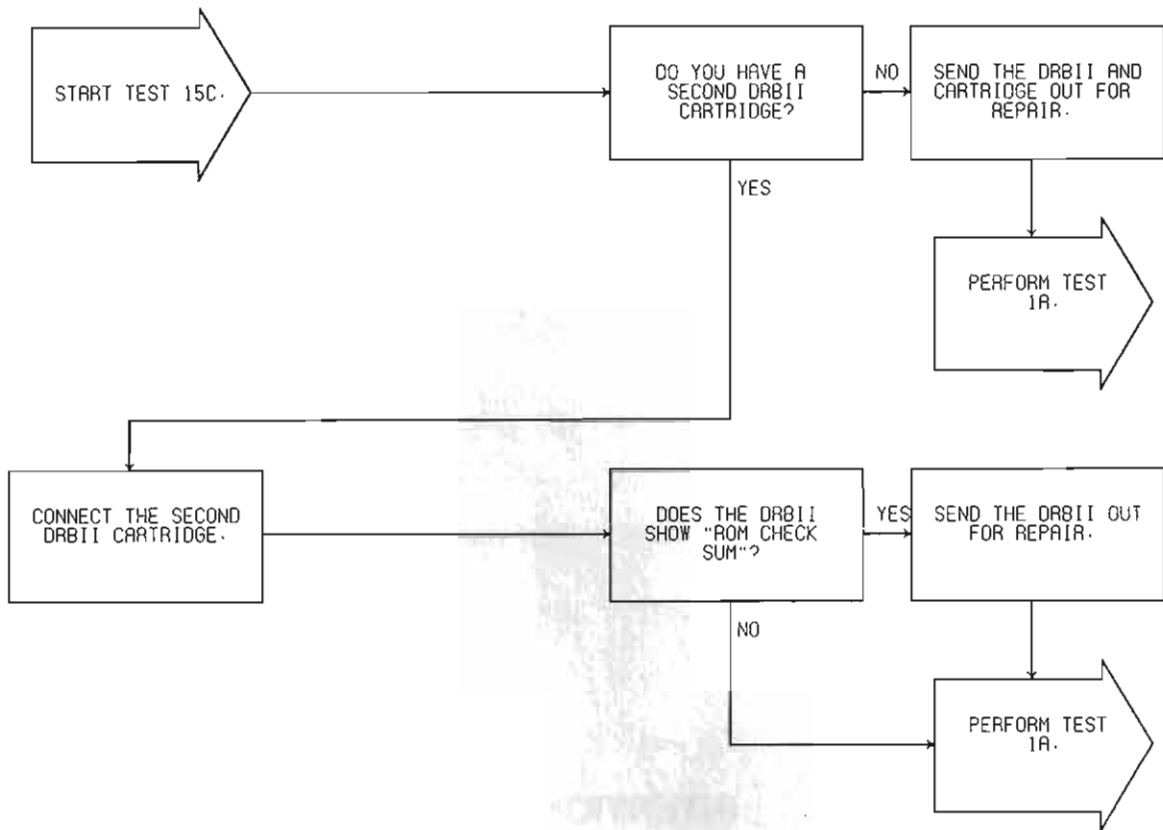 START TEST 15C.
DO YOU HAVE A
SECOND DRBII
CARTRIDGE?
NO
SEND THE DRBII AND
CARTRIDGE OUT FOR
REPAIR.
YES
PERFORM TEST
1A.
CONNECT THE SECOND
DRBII CARTRIDGE.
DOES THE DRBII
SHOW "ROM CHECK
SUM"?
YES
SEND THE DRBII OUT
FOR REPAIR.
NO
PERFORM TEST
1A.